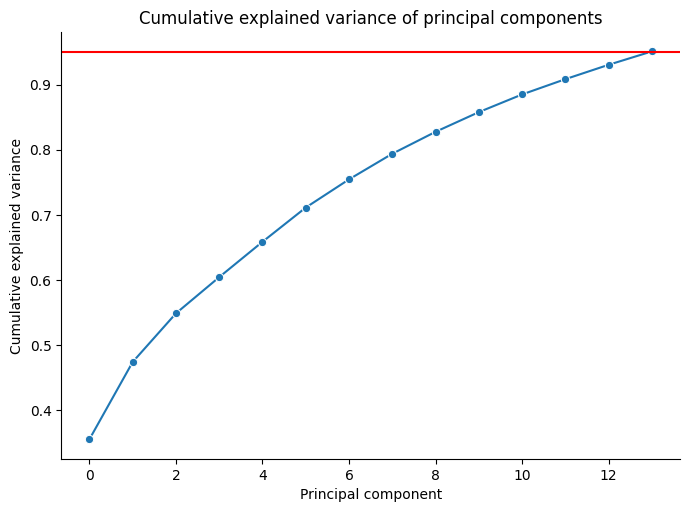 Cumulative explained variance of principal components
Cumulative explained variance
0.9
0.8
0.7
0.6
0.5
0.4
0 2 4 6 8 10 12
Principal component